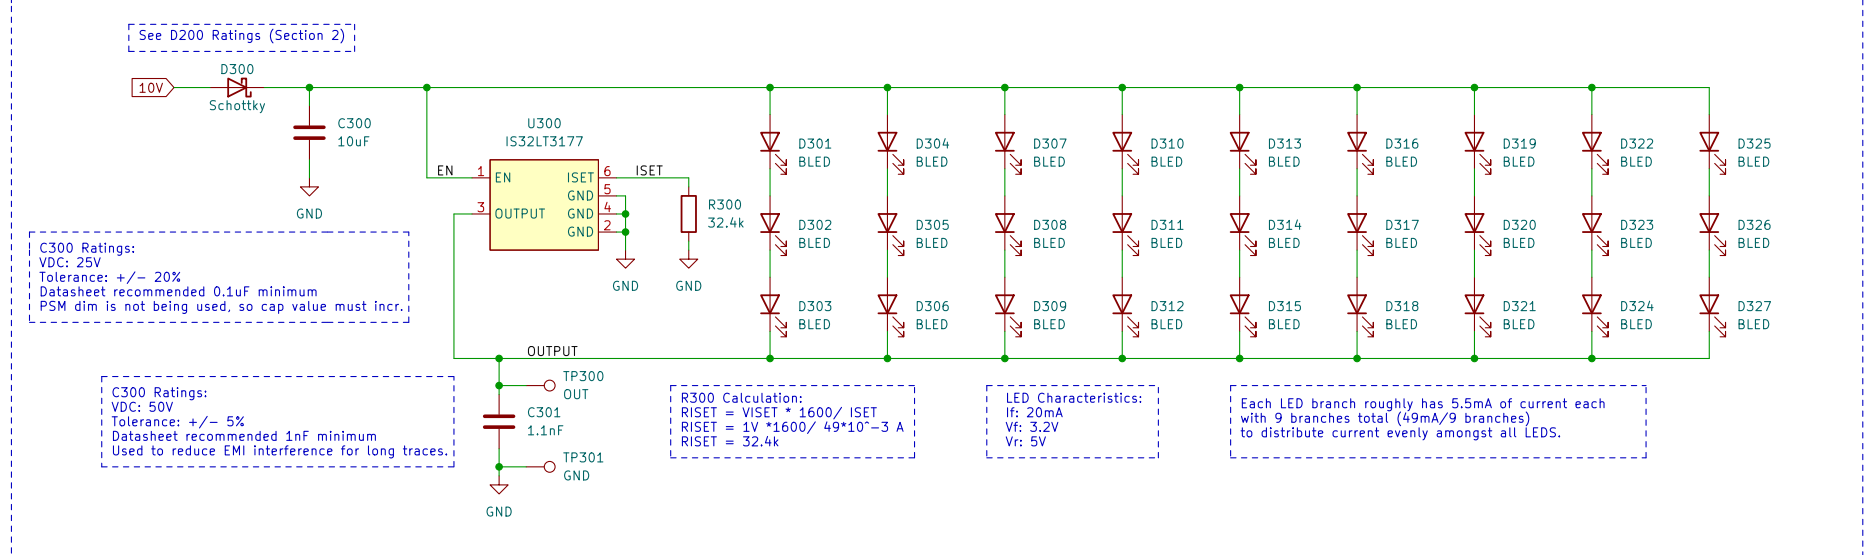 See D200 Ratings (Section 2)
D300
10V
Schottky
C300
10uF
GND
U300
IS32LT3177
EN
1
EN
ISET
6
ISET
GND
5
3
OUTPUT
GND
4
GND
2
R300
32.4k
GND
GND
D301
BLED
D304
BLED
D307
BLED
D310
BLED
D313
BLED
D316
BLED
D319
BLED
D322
BLED
D325
BLED
D302
BLED
D305
BLED
D308
BLED
D311
BLED
D314
BLED
D317
BLED
D320
BLED
D323
BLED
D326
BLED
D303
BLED
D306
BLED
D309
BLED
D312
BLED
D315
BLED
D318
BLED
D321
BLED
D324
BLED
D327
BLED
C300 Ratings:
VDC: 25V
Tolerance: +/- 20%
Datasheet recommended 0.1uF minimum
PSM dim is not being used, so cap value must incr.
OUTPUT
TP300
OUT
C301
1.1nF
TP301
GND
GND
C300 Ratings:
VDC: 50V
Tolerance: +/- 5%
Datasheet recommended 1nF minimum
Used to reduce EMI interference for long traces.
R300 Calculation:
RISET = VISET * 1600/ ISET
RISET = 1V *1600/ 49*10^-3 A
RISET = 32.4k
LED Characteristics:
If: 20mA
Vf: 3.2V
Vr: 5V
Each LED branch roughly has 5.5mA of current each
with 9 branches total (49mA/9 branches)
to distribute current evenly amongst all LEDS.